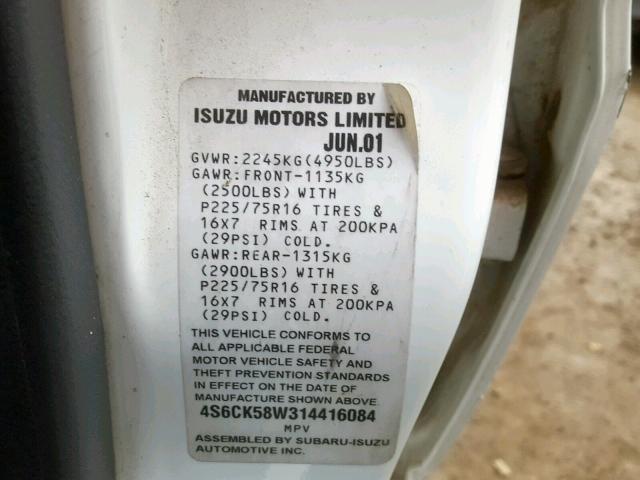 MANUFACTURED BY
ISUZU MOTORS LIMITED
JUN.01
GVWR:2245KG(4950LBS)
GAWR:FRONT-1135KG
(2500LBS) WITH
P225/75R16 TIRES &
16X7 RIMS AT 200KPA
(29PSI) COLD.
GAWR:REAR-1315KG
(2900LBS) WITH
P225/75R16 TIRES &
16X7 RIMS AT 200KPA
(29PSI) COLD.
THIS VEHICLE CONFORMS TO
ALL APPLICABLE FEDERAL
MOTOR VEHICLE SAFETY AND
THEFT PREVENTION STANDARDS
IN EFFECT ON THE DATE OF
MANUFACTURE SHOWN ABOVE.
4S6CK58W314416084
MPV
ASSEMBLED BY SUBARU-ISUZU
AUTOMOTIVE INC.